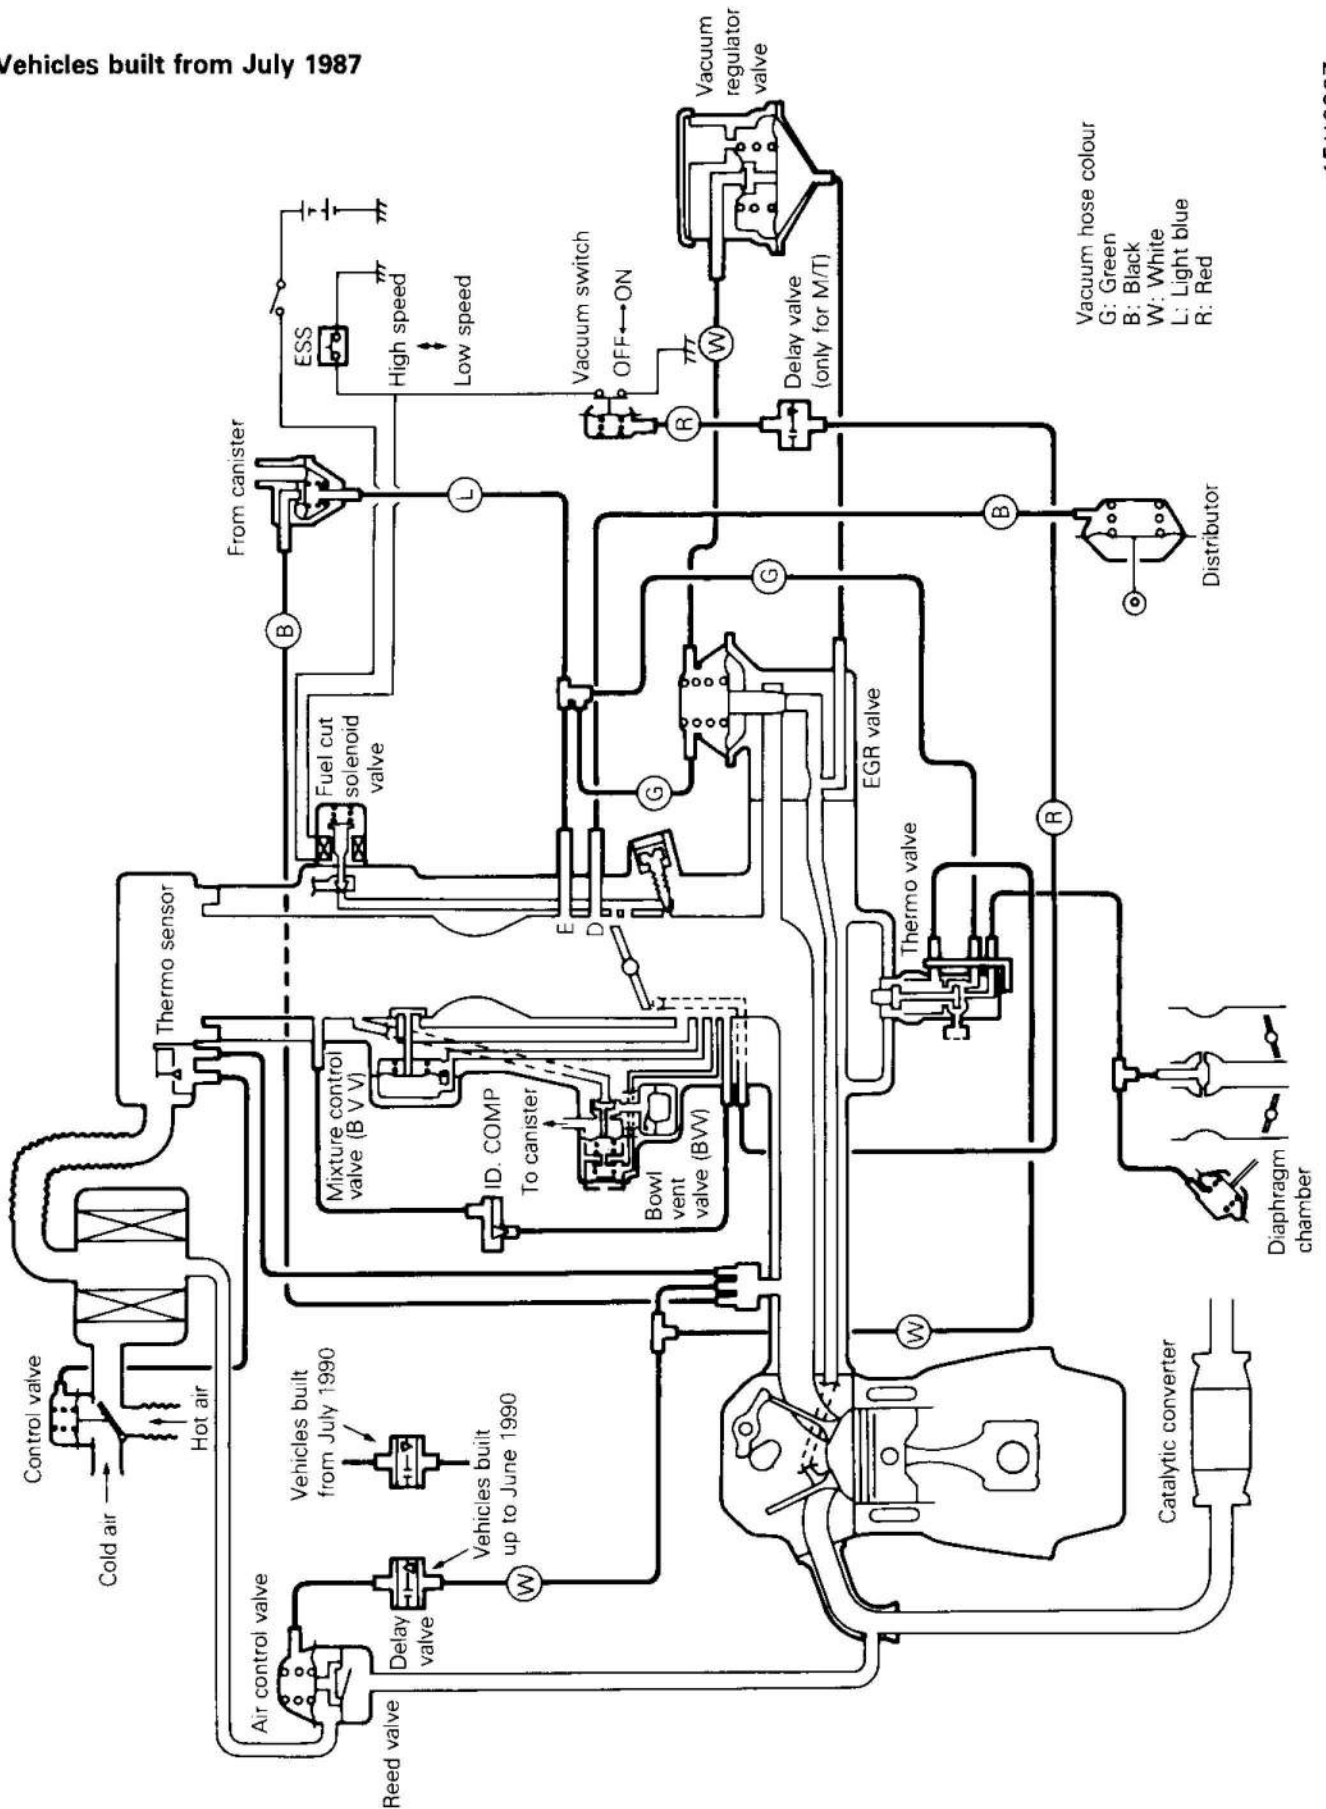 Vehicles built from July 1987
Vacuum
regulator
valve
ESS
High speed
Low speed
Vacuum switch
OFF ↔ ON
W
Delay valve
(only for M/T)
R
Vacuum hose colour
G: Green
B: Black
W: White
L: Light blue
R: Red
From canister
L
B
B
Distributor
G
Fuel cut
solenoid
valve
G
EGR valve
R
Thermo sensor
E
D
Thermo valve
Mixture control
valve (B V V)
ID. COMP
To canister
Bowl
vent
valve (BVV)
Diaphragm
chamber
Control valve
Hot air
Cold air
Vehicles built
from July 1990
Vehicles built
up to June 1990
W
W
Catalytic converter
Air control valve
Delay
valve
Reed valve